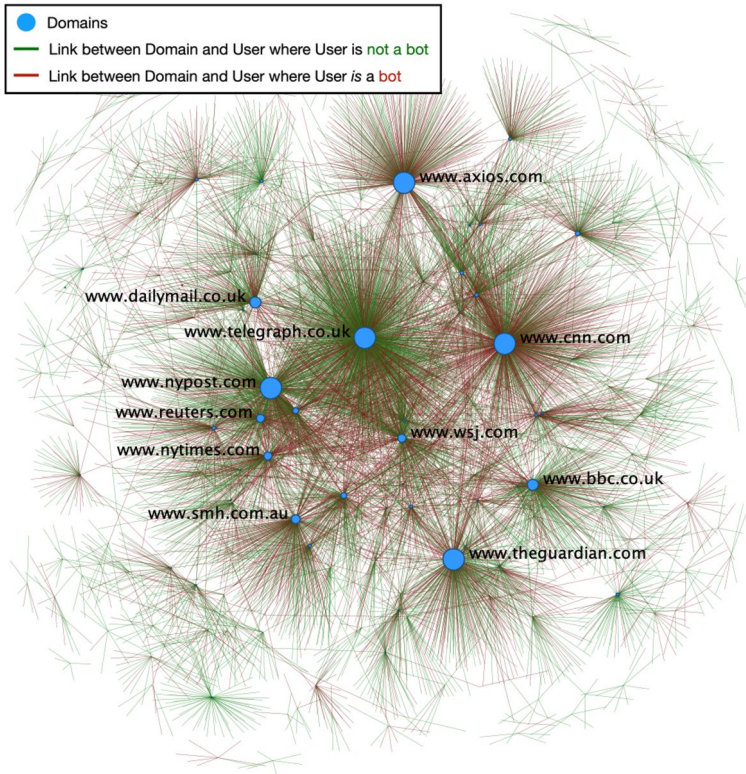 Domains
Link between Domain and User where User is not a bot
Link between Domain and User where User is a bot
www.axios.com
www.dailymail.co.uk
www.telegraph.co.uk
www.cnn.com
www.nypost.com
www.reuters.com
www.wsj.com
www.nytimes.com
www.bbc.co.uk
www.smh.com.au
www.theguardian.com